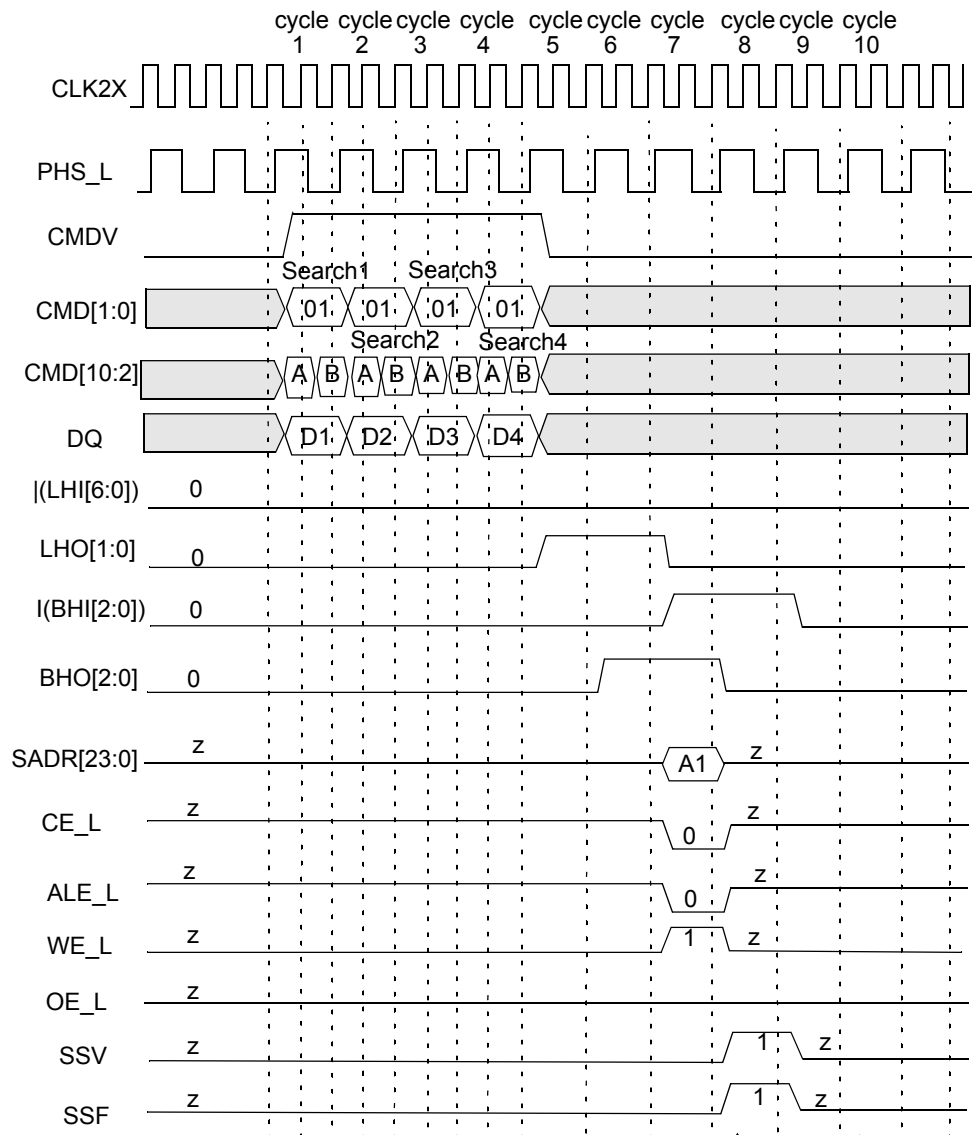 cycle cycle cycle cycle cycle cycle cycle cycle cycle cycle
1 2 3 4 5 6 7 8 9 10
CLK2X
PHS_L
CMDV
Search1 Search3
CMD[1:0] 01 01 01 01
Search2 Search4
CMD[10:2] A B A B A B A B
DQ D1 D2 D3 D4
|(LHI[6:0]) 0
LHO[1:0] 0
I(BHI[2:0]) 0
BHO[2:0] 0
SADR[23:0] z A1 z
CE_L z 0 z
ALE_L z 0 z
WE_L z 1 z
OE_L z
SSV z 1 z
SSF z 1 z